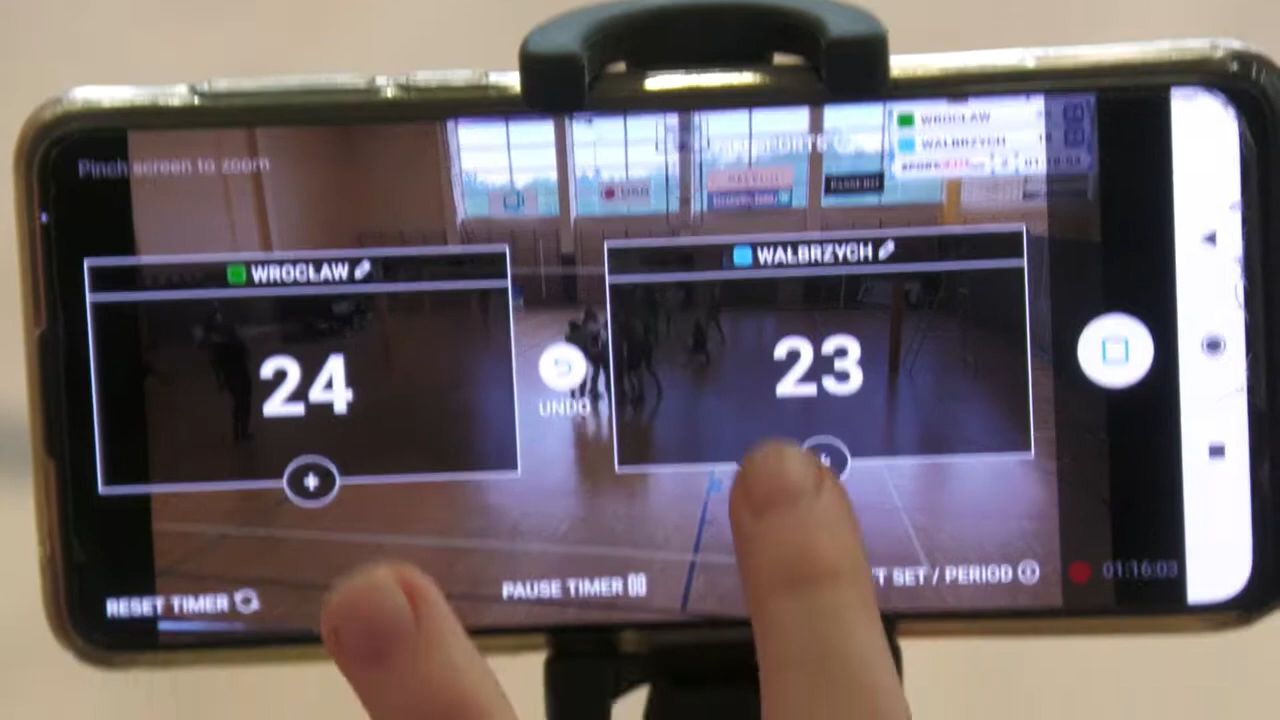 Pinch screen to zoom
WROCLAW
WALBRZYCH
WROCLAW
WALBRZYCH
24
23
UNDO
+
RESET TIMER
PAUSE TIMER
SET / PERIOD
01:16:03